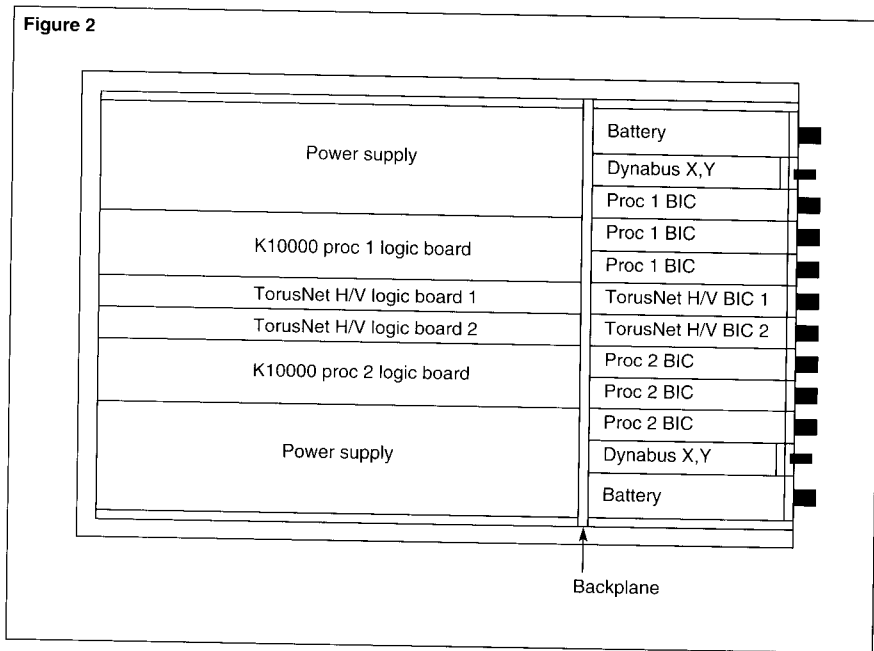 Figure 2
Power supply
K10000 proc 1 logic board
TorusNet H/V logic board 1
TorusNet H/V logic board 2
K10000 proc 2 logic board
Power supply
Battery
Dynabus X,Y
Proc 1 BIC
Proc 1 BIC
Proc 1 BIC
TorusNet H/V BIC 1
TorusNet H/V BIC 2
Proc 2 BIC
Proc 2 BIC
Proc 2 BIC
Dynabus X,Y
Battery
Backplane